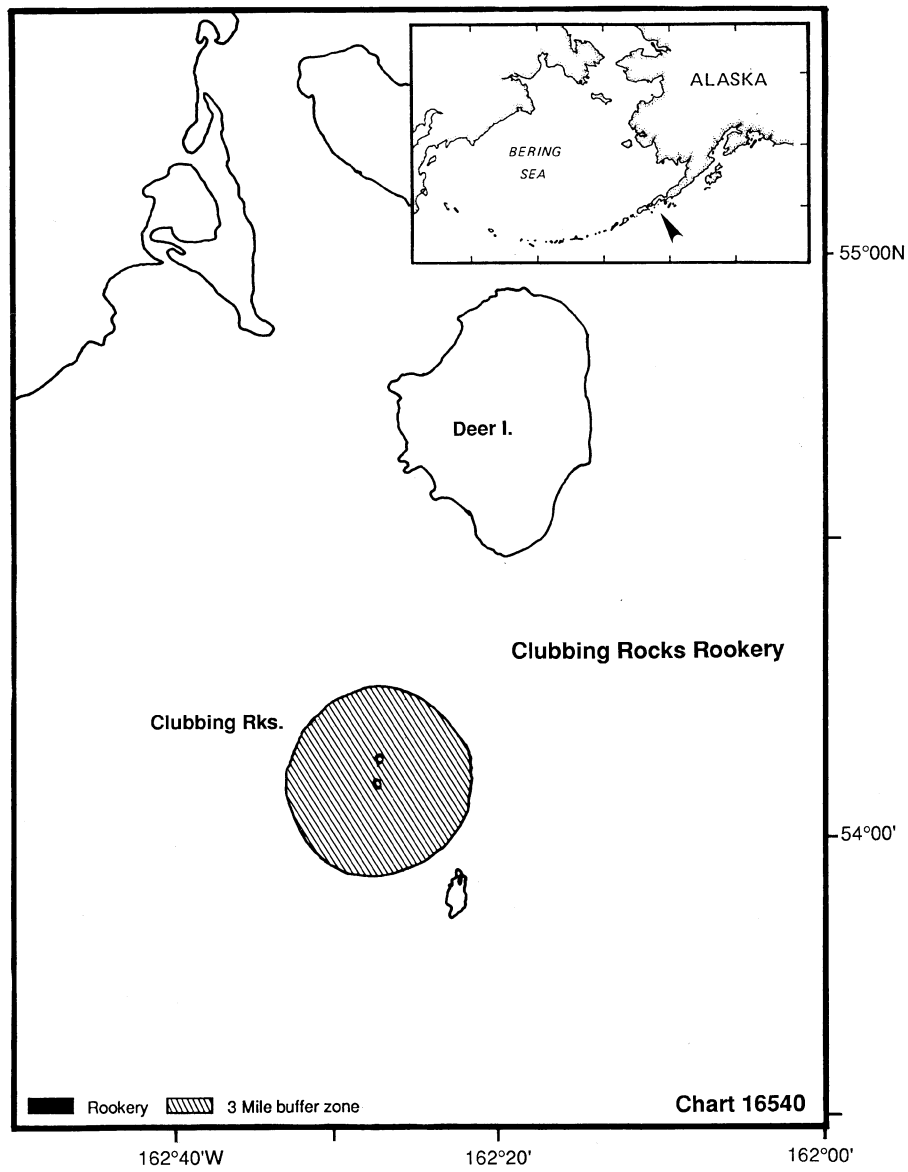 ALASKA
BERING
SEA
55°00N
Deer I.
Clubbing Rocks Rookery
Clubbing Rks.
54°00'
Rookery
3 Mile buffer zone
Chart 16540
162°40'W
162°20'
162°00'